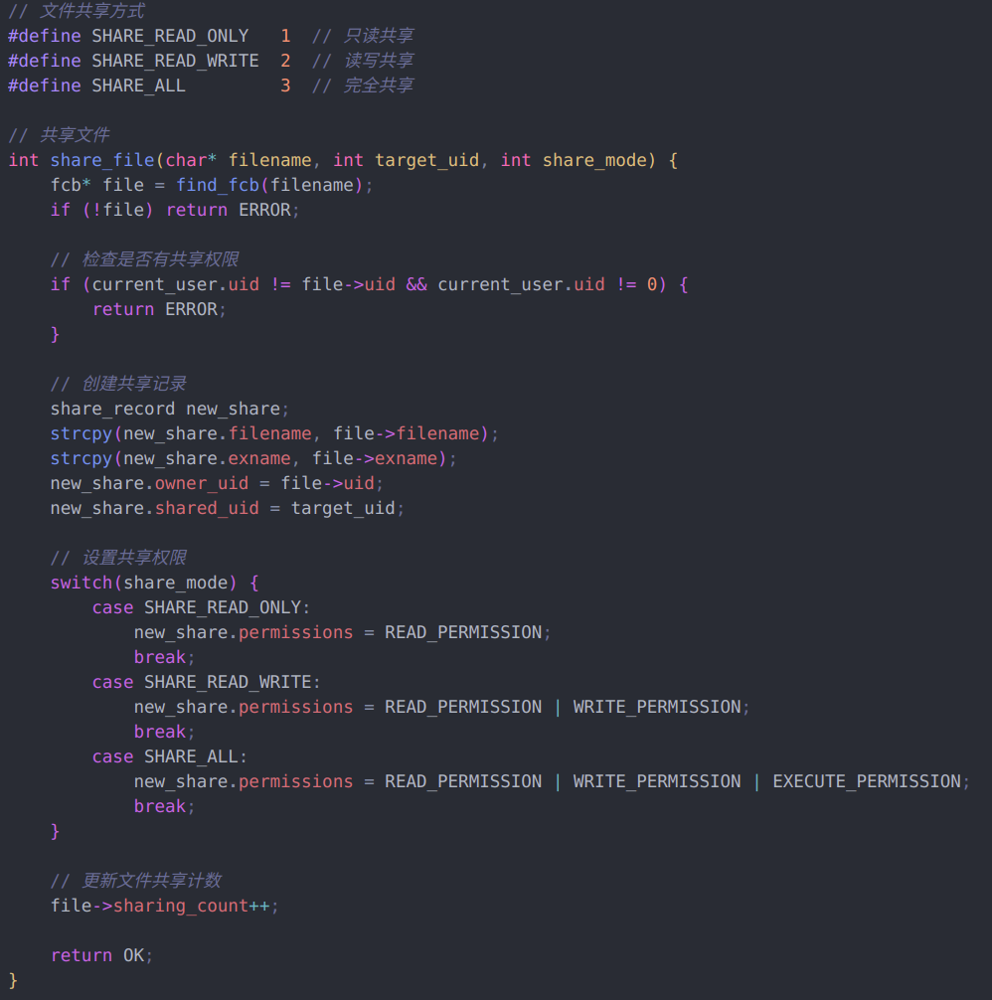 // 文件共享方式
#define SHARE_READ_ONLY   1  // 只读共享
#define SHARE_READ_WRITE  2  // 读写共享
#define SHARE_ALL         3  // 完全共享

// 共享文件
int share_file(char* filename, int target_uid, int share_mode) {
    fcb* file = find_fcb(filename);
    if (!file) return ERROR;

    // 检查是否有共享权限
    if (current_user.uid != file->uid && current_user.uid != 0) {
        return ERROR;
    }

    // 创建共享记录
    share_record new_share;
    strcpy(new_share.filename, file->filename);
    strcpy(new_share.exname, file->exname);
    new_share.owner_uid = file->uid;
    new_share.shared_uid = target_uid;

    // 设置共享权限
    switch(share_mode) {
        case SHARE_READ_ONLY:
            new_share.permissions = READ_PERMISSION;
            break;
        case SHARE_READ_WRITE:
            new_share.permissions = READ_PERMISSION | WRITE_PERMISSION;
            break;
        case SHARE_ALL:
            new_share.permissions = READ_PERMISSION | WRITE_PERMISSION | EXECUTE_PERMISSION;
            break;
    }

    // 更新文件共享计数
    file->sharing_count++;

    return OK;
}